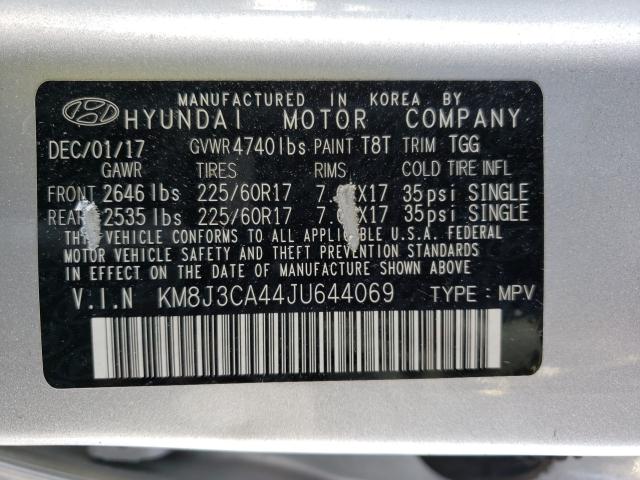 MANUFACTURED IN KOREA BY
HYUNDAI MOTOR COMPANY
DEC/01/17 GVWR 4740lbs PAINT T8T TRIM TGG
GAWR TIRES RIMS COLD TIRE INFL
FRONT 2646 lbs 225/60R17 35psi SINGLE
REAR 2535 lbs 225/60R17 35psi SINGLE
THIS VEHICLE CONFORMS TO ALL APPLICABLE U.S.A. FEDERAL
MOTOR VEHICLE SAFETY AND THEFT PREVENTION STANDARDS
IN EFFECT ON THE DATE OF MANUFACTURE SHOWN ABOVE.
V.I.N KM8J3CA44JU644069 TYPE: MPV